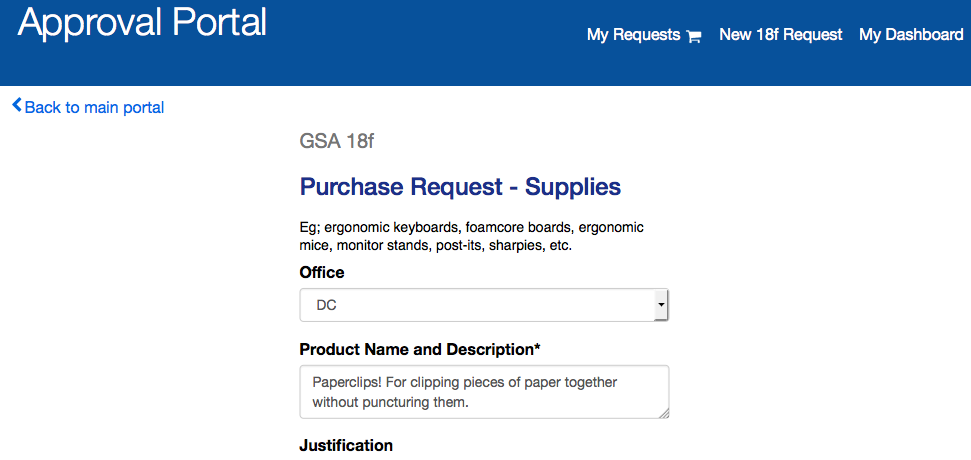 Approval Portal
My Requests New 18f Request My Dashboard
Back to main portal
GSA 18f
Purchase Request - Supplies
Eg; ergonomic keyboards, foamcore boards, ergonomic
mice, monitor stands, post-its, sharpies, etc.
Office
DC
Product Name and Description*
Paperclips! For clipping pieces of paper together
without puncturing them.
Justification